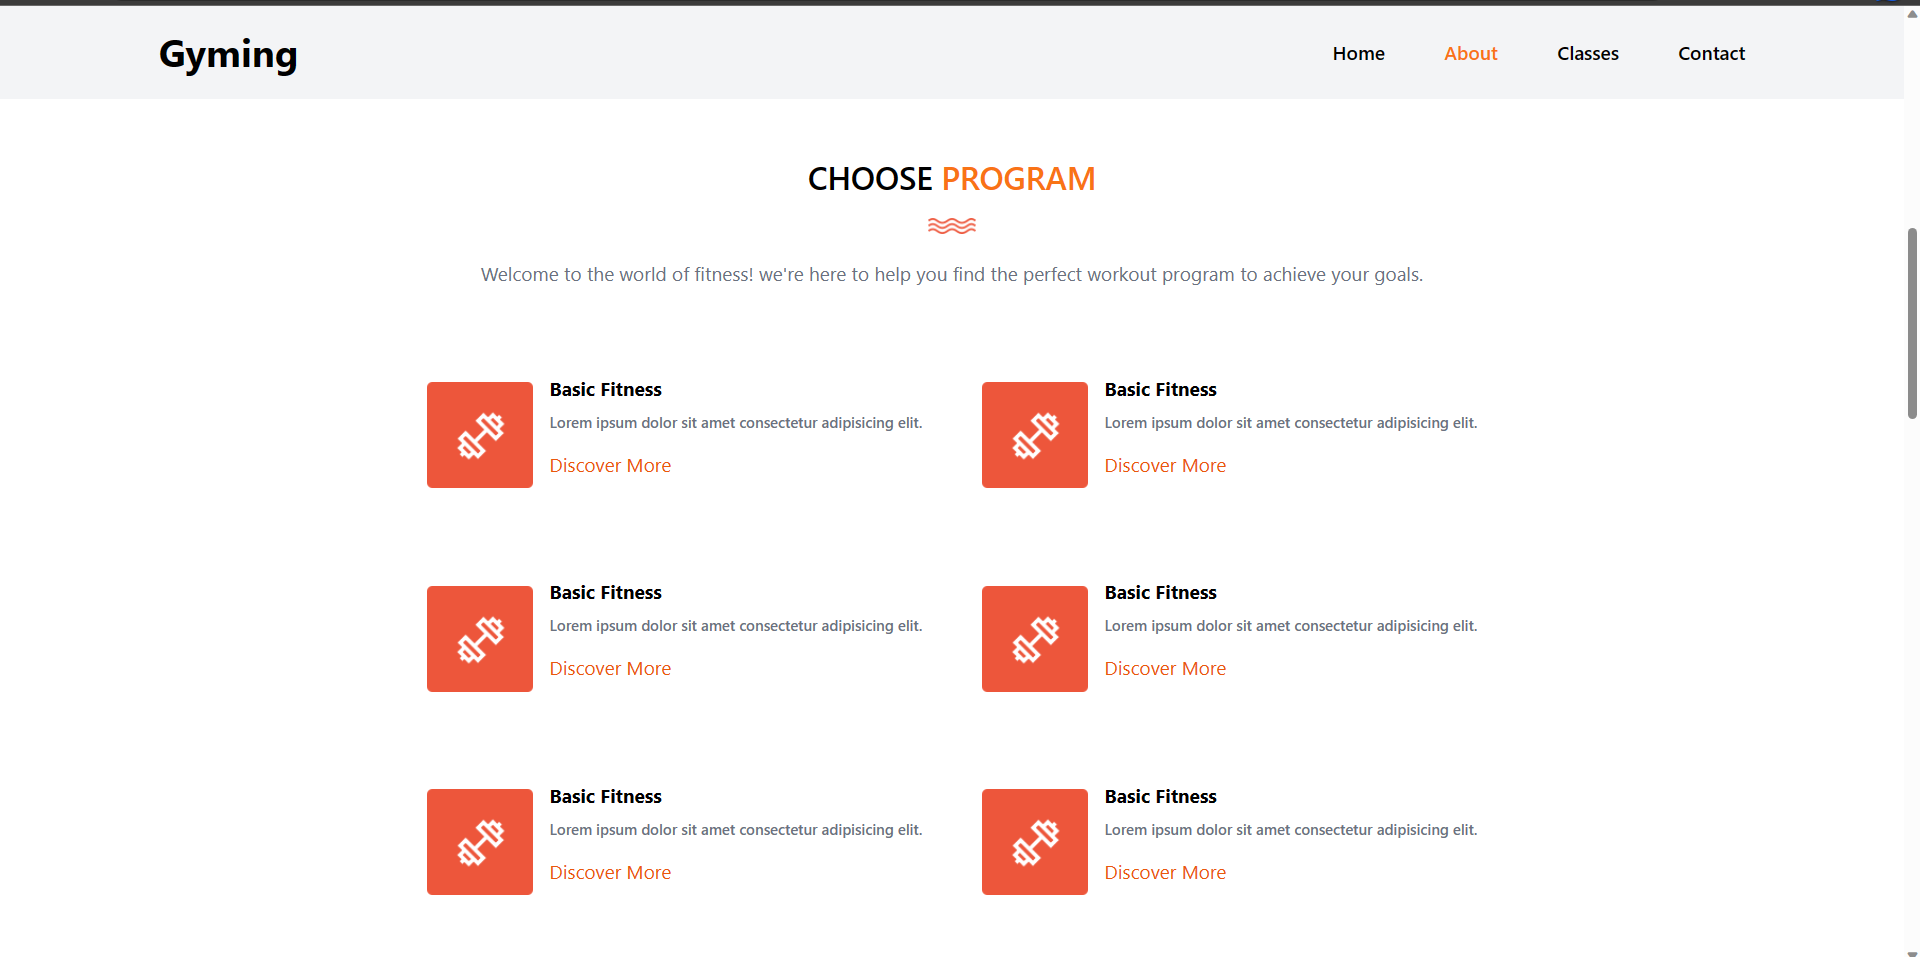 Gyming
Home About Classes Contact
CHOOSE PROGRAM
Welcome to the world of fitness! we're here to help you find the perfect workout program to achieve your goals.
Basic Fitness
Lorem ipsum dolor sit amet consectetur adipisicing elit.
Discover More
Basic Fitness
Lorem ipsum dolor sit amet consectetur adipisicing elit.
Discover More
Basic Fitness
Lorem ipsum dolor sit amet consectetur adipisicing elit.
Discover More
Basic Fitness
Lorem ipsum dolor sit amet consectetur adipisicing elit.
Discover More
Basic Fitness
Lorem ipsum dolor sit amet consectetur adipisicing elit.
Discover More
Basic Fitness
Lorem ipsum dolor sit amet consectetur adipisicing elit.
Discover More